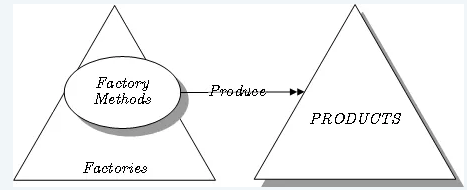 Factory
Methods
Produce
PRODUCTS
Factories